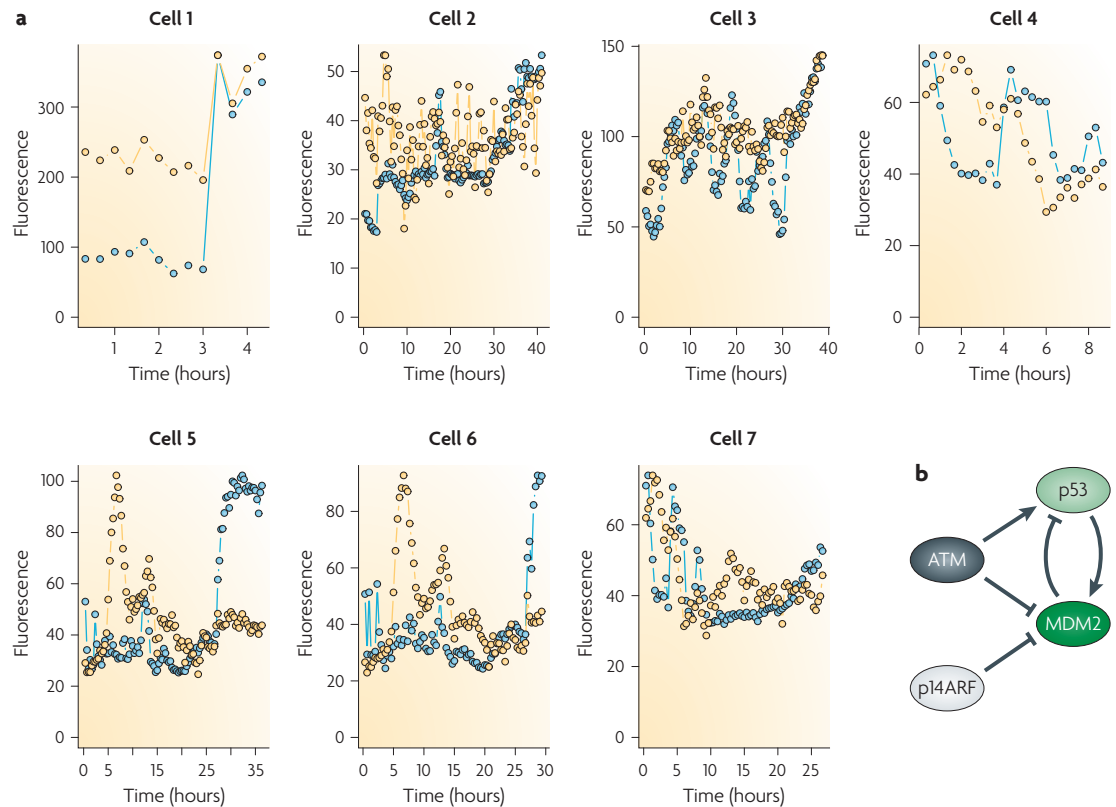 a
Cell 1
Cell 2
Cell 3
Cell 4
Fluorescence
300
200
100
0
1 2 3 4
Time (hours)
Fluorescence
50
40
30
20
10
0
0 10 20 30 40
Time (hours)
Fluorescence
150
100
50
0
0 10 20 30 40
Time (hours)
Fluorescence
60
40
20
0
0 2 4 6 8
Time (hours)
Cell 5
Cell 6
Cell 7
Fluorescence
100
80
60
40
20
0
0 5 15 25 35
Time (hours)
Fluorescence
80
60
40
20
0
0 5 10 15 20 25 30
Time (hours)
Fluorescence
60
40
20
0
0 5 10 15 20 25
Time (hours)
b
p53
ATM
MDM2
p14ARF